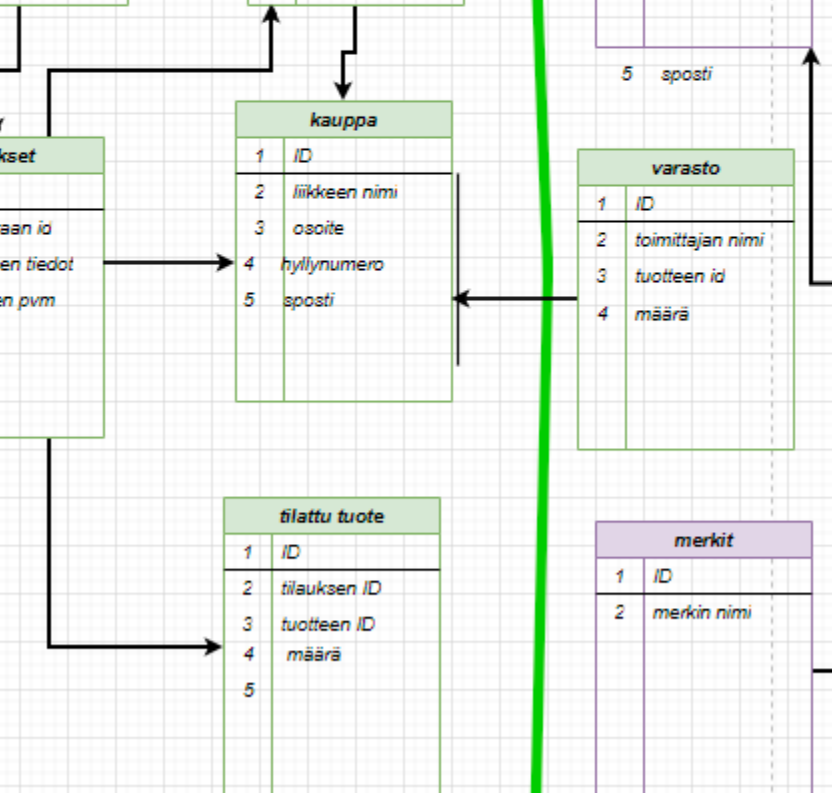 kset
aan id
en tiedot
en pvm
kauppa
1 ID
2 liikkeen nimi
3 osoite
4 hyllynumero
5 sposti
5 sposti
varasto
1 ID
2 toimittajan nimi
3 tuotteen id
4 määrä
tilattu tuote
1 ID
2 tilauksen ID
3 tuotteen ID
4 määrä
5
merkit
1 ID
2 merkin nimi